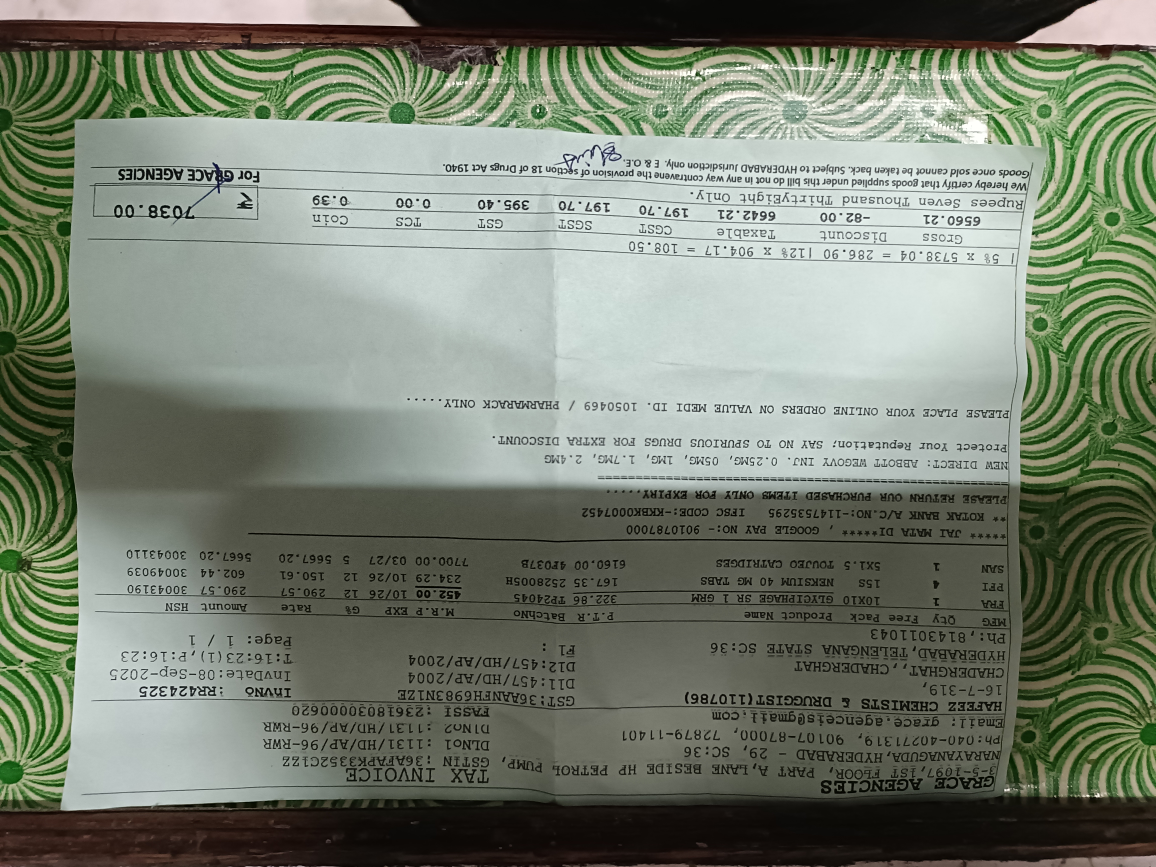 GRACE AGENCIES TAX INVOICE
3-5-1097,IST FLOOR, PART A,LANE BESIDE HP PETROL PUMP, GSTIN :36AFAPK3352C1ZZ
NARAYANAGUDA,HYDERABAD - 29, SC:36 DLNO1 :1131/HD/AP/96-RWR
Ph:040-40271319, 90107-87000, 72879-11401 DLNO2 :1131/HD/AP/96-RWR
Email: grace.agencis@gmail.com FASSI :23618030000620
HAFEEZ CHEMISTS & DRUGGIST(110786) GST:36AANFH6983N1ZE INVNO :RR424325
16-7-319, D11:457/HD/AP/2004 InvDate:08-Sep-2025
CHADERGHAT,, CHADERGHAT D12:457/HD/AP/2004 T:16:23(1),P:16:23
HYDERABAD,TELENGANA STATE SC:36 F1 : Page: 1 / 1
Ph:,8143011043
MFG Qty Free Pack Product Name P.T.R BatchNo M.R.P EXP G% Rate Amount HSN
FRA 1 10X10 GLYCIPHAGE SR 1 GRM 322.86 TP24045 452.00 10/26 12 290.57 290.57 30043190
PFI 4 15S NEKSIUM 40 MG TABS 167.35 2528005H 234.29 10/26 12 150.61 602.44 30049039
SAN 1 5X1.5 TOUJEO CATRIDGES 6160.00 4F037B 7700.00 03/27 5 5667.20 5667.20 30043110
***** JAI MATA DI***** , GOOGLE PAY NO:- 9010787000
** KOTAK BANK A/C.NO:-1147535295 IFSC CODE:-KKBK0007452
PLEASE RETURN OUR PURCHASED ITEMS ONLY FOR EXPIRY.....
NEW DIRECT: ABBOTT WEGOVY INJ. 0.25MG, 05MG, 1MG, 1.7MG, 2.4MG
Protect Your Reputation; SAY NO TO SPURIOUS DRUGS FOR EXTRA DISCOUNT.
PLEASE PLACE YOUR ONLINE ORDERS ON VALUE MEDI ID. 1050469 / PHARMARACK ONLY.....
| 5% x 5738.04 = 286.90 |12% x 904.17 = 108.50
Gross Discount Taxable CGST SGST GST TCS Coin
6560.21 -82.00 6642.21 197.70 197.70 395.40 0.00 0.39 ₹ 7038.00
Rupees Seven Thousand ThirtyEight Only.
We hereby certify that goods supplied under this bill do not in any way contravene the provision of section 18 of Drugs Act 1940. For GRACE AGENCIES
Goods once sold cannot be taken back. Subject to HYDERABAD Jurisdiction only. E & O.E.